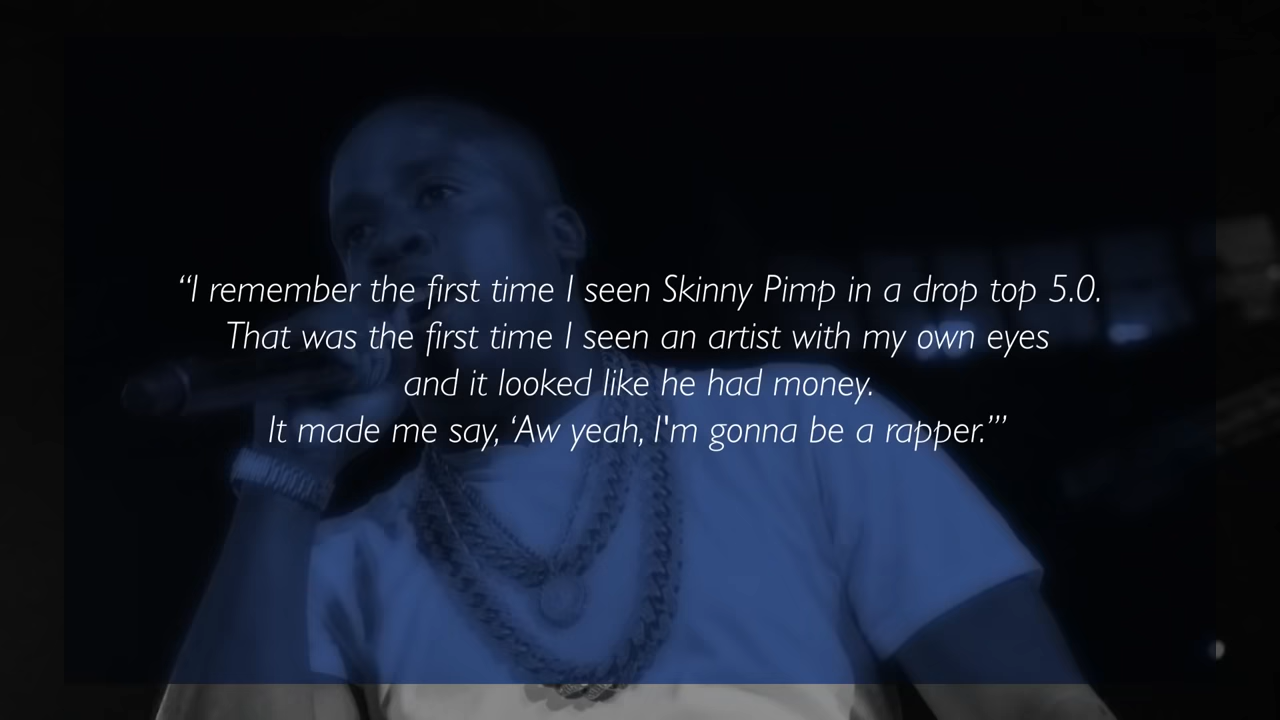 “I remember the first time I seen Skinny Pimp in a drop top 5.0.
That was the first time I seen an artist with my own eyes
and it looked like he had money.
It made me say, ‘Aw yeah, I'm gonna be a rapper.’”